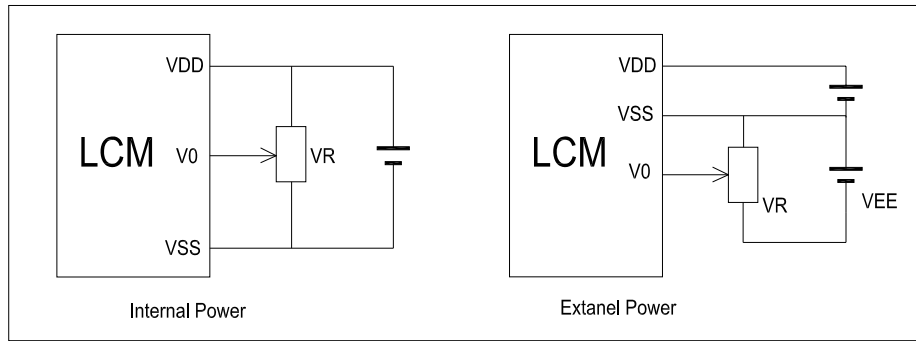 VDD
LCM
V0
VR
VSS
Internal Power
VDD
VSS
LCM
V0
VR
VEE
Extanel Power